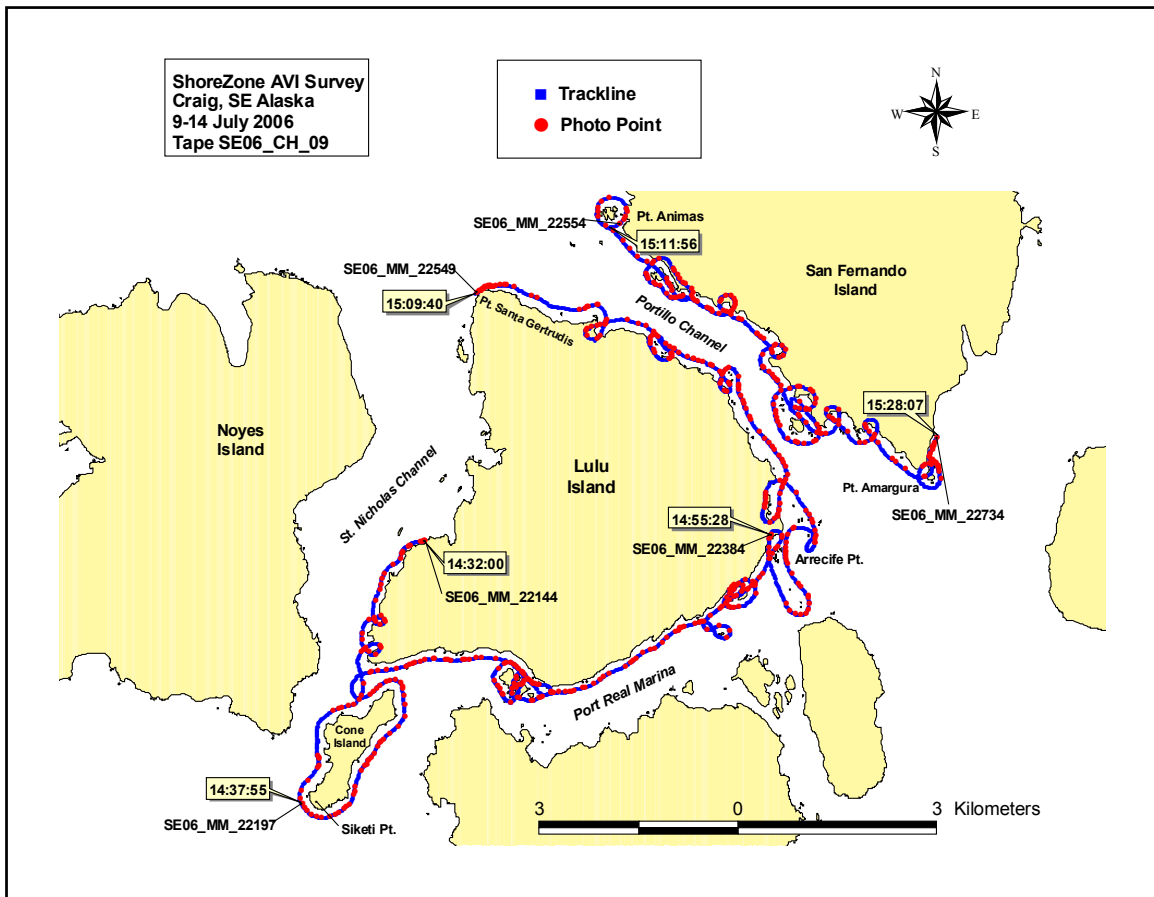 ShoreZone AVI Survey
Craig, SE Alaska
9-14 July 2006
Tape SE06_CH_09
Trackline
Photo Point
N
W
E
S
SE06_MM_22554
Pt. Animas
15:11:56
SE06_MM_22549
15:09:40
Pt. Santa Gertrudis
Portillo Channel
San Fernando
Island
15:28:07
Noyes
Island
St. Nicholas Channel
Lulu
Island
Pt. Amargura
SE06_MM_22734
14:55:28
SE06_MM_22384
Arrecife Pt.
14:32:00
SE06_MM_22144
Port Real Marina
Cone
Island
14:37:55
SE06_MM_22197
Siketi Pt.
3 0 3 Kilometers